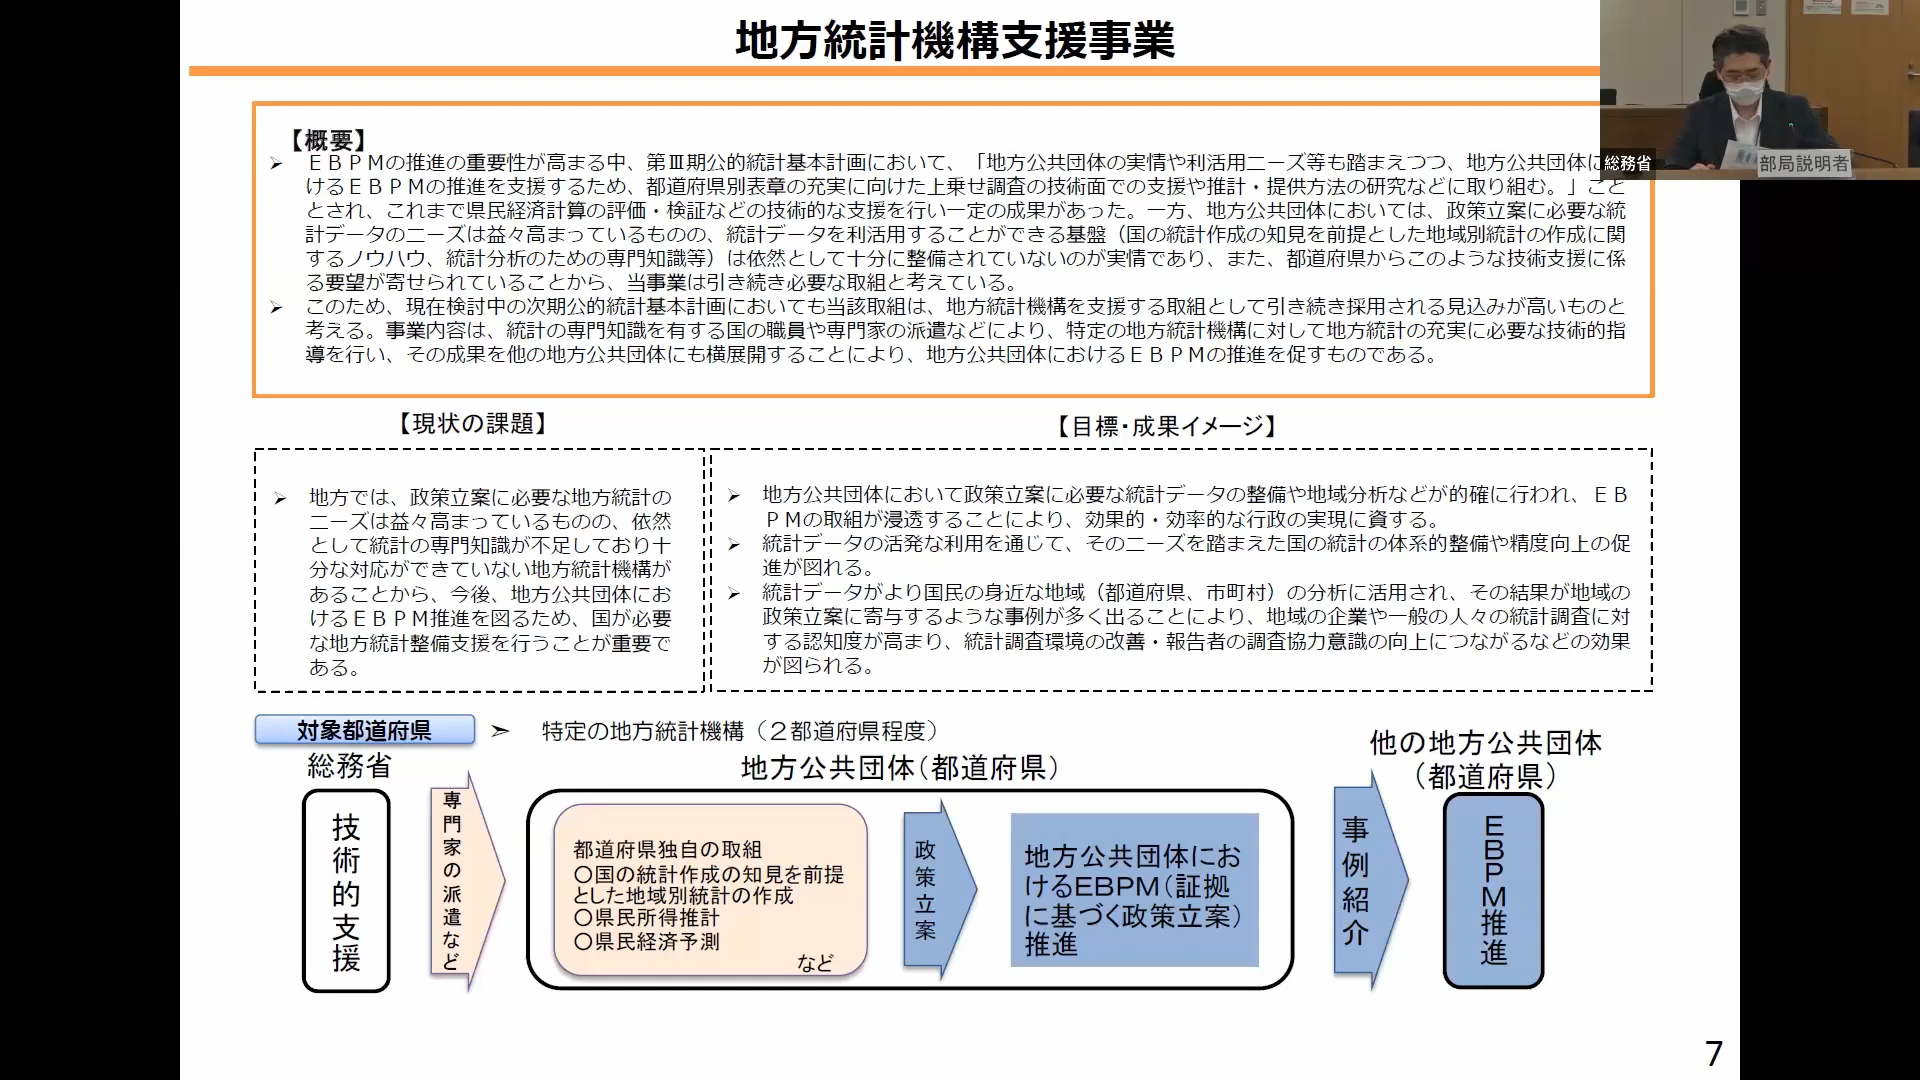 地方統計機構支援事業
【概要】
➢ ＥＢＰＭの推進の重要性が高まる中、第Ⅲ期公的統計基本計画において、「地方公共団体の実情や利活用ニーズ等も踏まえつつ、地方公共団体に
けるＥＢＰＭの推進を支援するため、都道府県別表章の充実に向けた上乗せ調査の技術面での支援や推計・提供方法の研究などに取り組む。」こと
とされ、これまで県民経済計算の評価・検証などの技術的な支援を行い一定の成果があった。一方、地方公共団体においては、政策立案に必要な統
計データのニーズは益々高まっているものの、統計データを利活用することができる基盤（国の統計作成の知見を前提とした地域別統計の作成に関
するノウハウ、統計分析のための専門知識等）は依然として十分に整備されていないのが実情であり、また、都道府県からこのような技術支援に係
る要望が寄せられていることから、当事業は引き続き必要な取組と考えている。
➢ このため、現在検討中の次期公的統計基本計画においても当該取組は、地方統計機構を支援する取組として引き続き採用される見込みが高いものと
考える。事業内容は、統計の専門知識を有する国の職員や専門家の派遣などにより、特定の地方統計機構に対して地方統計の充実に必要な技術的指
導を行い、その成果を他の地方公共団体にも横展開することにより、地方公共団体におけるＥＢＰＭの推進を促すものである。
総務省
部局説明者
【現状の課題】
➢ 地方では、政策立案に必要な地方統計の
ニーズは益々高まっているものの、依然
として統計の専門知識が不足しており十
分な対応ができていない地方統計機構が
あることから、今後、地方公共団体にお
けるＥＢＰＭ推進を図るため、国が必要
な地方統計整備支援を行うことが重要で
ある。
【目標・成果イメージ】
➢ 地方公共団体において政策立案に必要な統計データの整備や地域分析などが的確に行われ、ＥＢ
ＰＭの取組が浸透することにより、効果的・効率的な行政の実現に資する。
➢ 統計データの活発な利用を通じて、そのニーズを踏まえた国の統計の体系的整備や精度向上の促
進が図れる。
➢ 統計データがより国民の身近な地域（都道府県、市町村）の分析に活用され、その結果が地域の
政策立案に寄与するような事例が多く出ることにより、地域の企業や一般の人々の統計調査に対
する認知度が高まり、統計調査環境の改善・報告者の調査協力意識の向上につながるなどの効果
が図られる。
対象都道府県
➢ 特定の地方統計機構（２都道府県程度）
総務省
技術的支援
専門家の派遣など
地方公共団体（都道府県）
都道府県独自の取組
〇国の統計作成の知見を前提
とした地域別統計の作成
〇県民所得推計
〇県民経済予測
など
政策立案
地方公共団体にお
けるEBPM（証拠
に基づく政策立案）
推進
事例紹介
他の地方公共団体
（都道府県）
ＥＢＰＭ推進
7